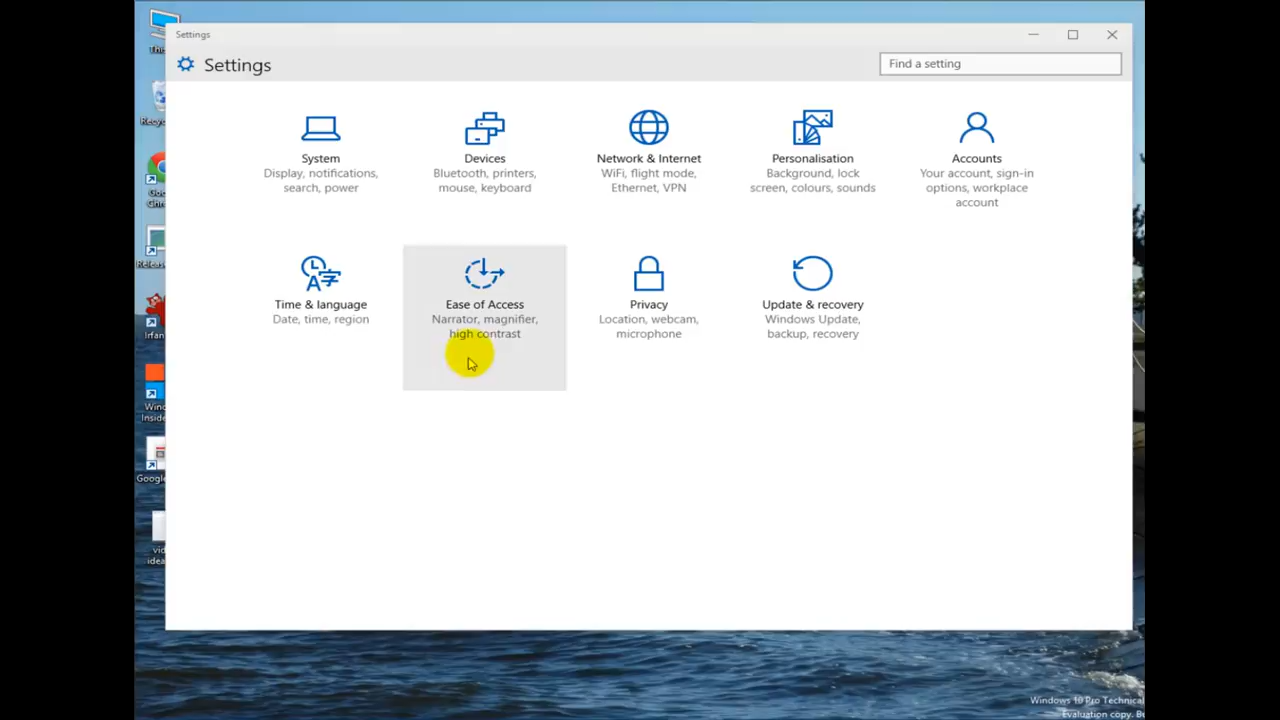 Settings
Settings
Find a setting
System
Display, notifications,
search, power
Devices
Bluetooth, printers,
mouse, keyboard
Network & Internet
WiFi, flight mode,
Ethernet, VPN
Personalisation
Background, lock
screen, colours, sounds
Accounts
Your account, sign-in
options, workplace
account
Time & language
Date, time, region
Ease of Access
Narrator, magnifier,
high contrast
Privacy
Location, webcam,
microphone
Update & recovery
Windows Update,
backup, recovery
Google
Windows 10 Pro Technical
Evaluation copy.